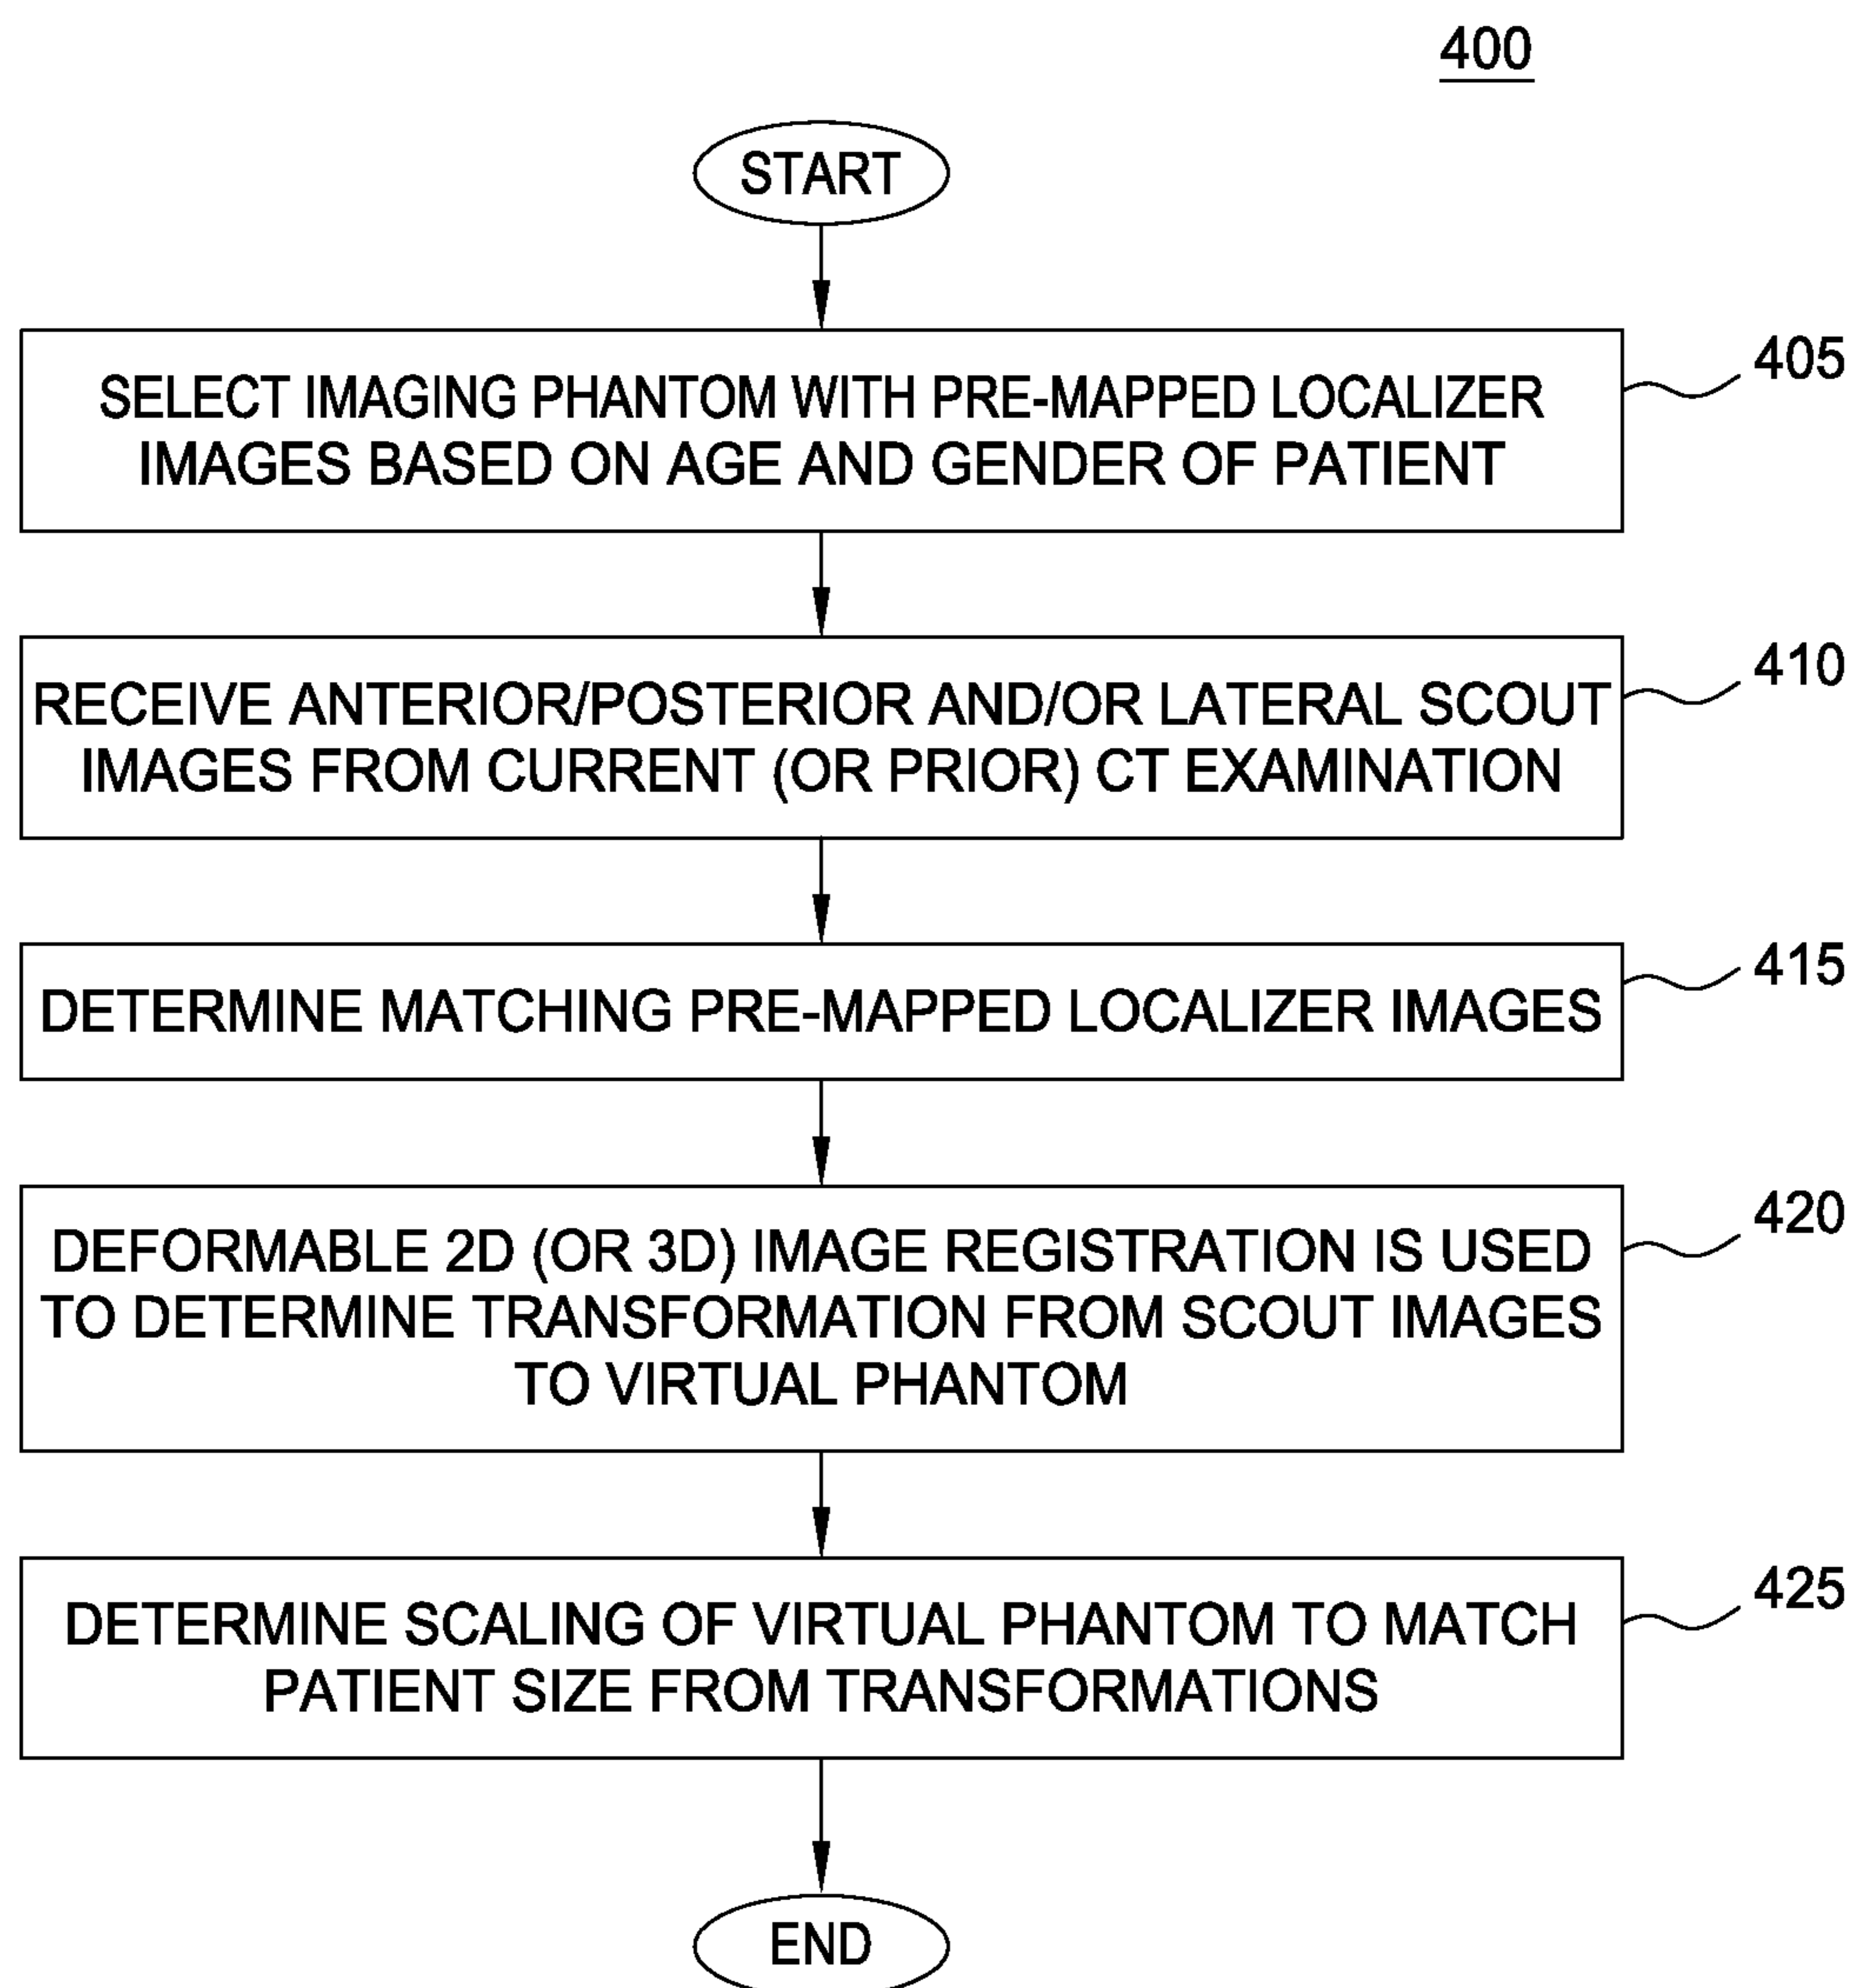 400
START
SELECT IMAGING PHANTOM WITH PRE-MAPPED LOCALIZER
IMAGES BASED ON AGE AND GENDER OF PATIENT
405
RECEIVE ANTERIOR/POSTERIOR AND/OR LATERAL SCOUT
IMAGES FROM CURRENT (OR PRIOR) CT EXAMINATION
410
DETERMINE MATCHING PRE-MAPPED LOCALIZER IMAGES
415
DEFORMABLE 2D (OR 3D) IMAGE REGISTRATION IS USED
TO DETERMINE TRANSFORMATION FROM SCOUT IMAGES
TO VIRTUAL PHANTOM
420
DETERMINE SCALING OF VIRTUAL PHANTOM TO MATCH
PATIENT SIZE FROM TRANSFORMATIONS
425
END